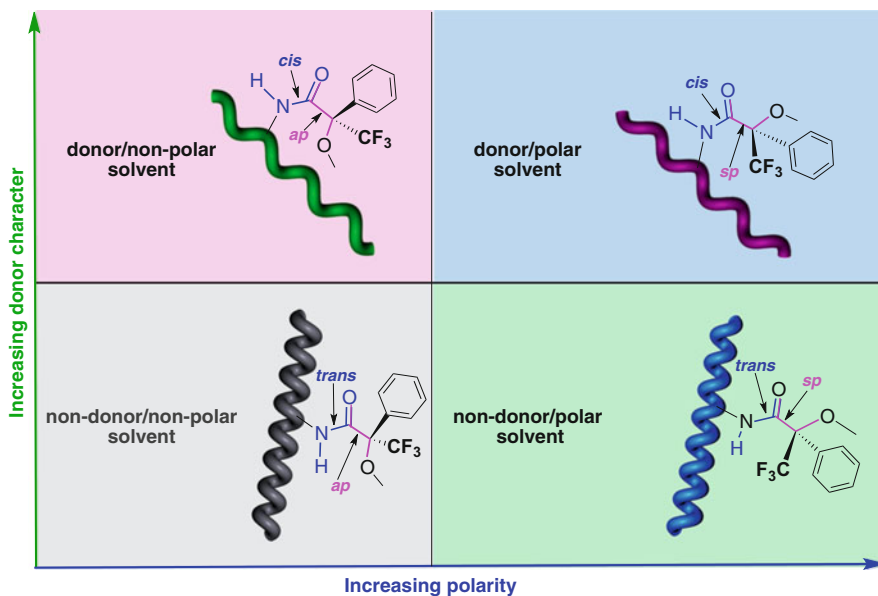 Increasing donor character
cis
O
H
N
ap
O
CF3
donor/non-polar
solvent
cis
O
O
H
N
sp
CF3
donor/polar
solvent
trans
O
N
H
ap
O
CF3
non-donor/non-polar
solvent
trans
sp
O
O
N
H
F3C
non-donor/polar
solvent
Increasing polarity